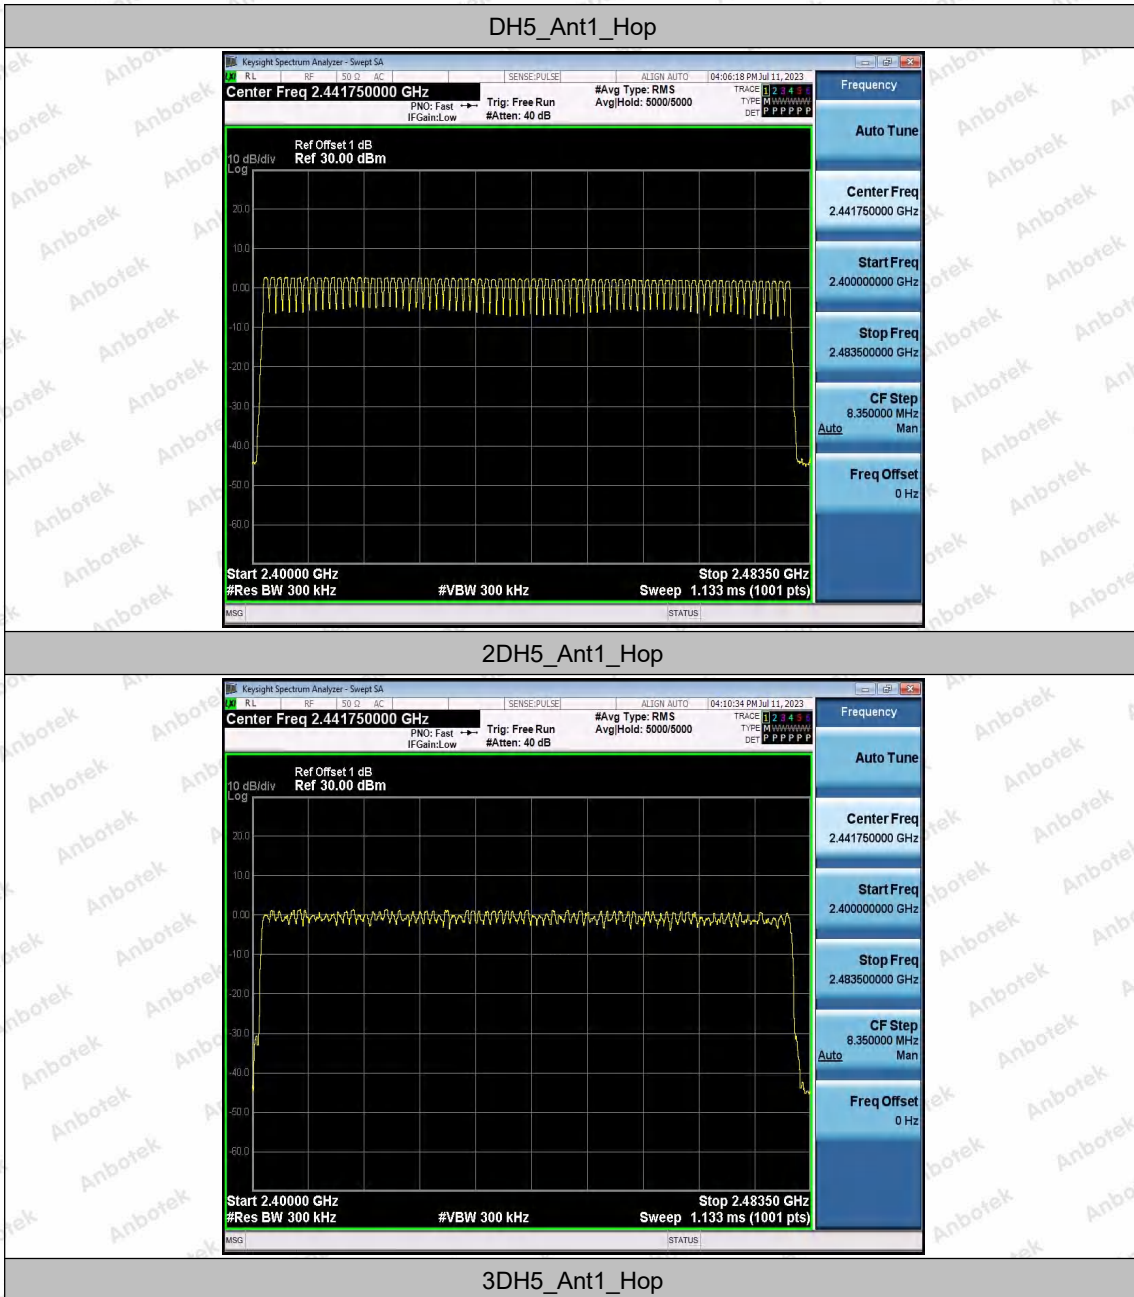 DH5_Ant1_Hop
Keysight Spectrum Analyzer - Swept SA
RL RF 50 Ω AC SENSE:PULSE ALIGN AUTO 04:06:18 PM Jul 11, 2023
Center Freq 2.441750000 GHz
PNO: Fast
IFGain:Low
Trig: Free Run
#Atten: 40 dB
#Avg Type: RMS
Avg|Hold: 5000/5000
TRACE 1 2 3 4 5 6
TYPE M WWWWW
DET P P P P P P
Frequency
Auto Tune
Center Freq
2.441750000 GHz
Start Freq
2.400000000 GHz
Stop Freq
2.483500000 GHz
CF Step
8.350000 MHz
Auto Man
Freq Offset
0 Hz
Ref Offset 1 dB
10 dB/div Ref 30.00 dBm
Log
20.0
10.0
0.00
-10.0
-20.0
-30.0
-40.0
-50.0
-60.0
Start 2.40000 GHz Stop 2.48350 GHz
#Res BW 300 kHz #VBW 300 kHz Sweep 1.133 ms (1001 pts)
MSG STATUS
2DH5_Ant1_Hop
Keysight Spectrum Analyzer - Swept SA
RL RF 50 Ω AC SENSE:PULSE ALIGN AUTO 04:10:34 PM Jul 11, 2023
Center Freq 2.441750000 GHz
PNO: Fast
IFGain:Low
Trig: Free Run
#Atten: 40 dB
#Avg Type: RMS
Avg|Hold: 5000/5000
TRACE 1 2 3 4 5 6
TYPE M WWWWW
DET P P P P P P
Frequency
Auto Tune
Center Freq
2.441750000 GHz
Start Freq
2.400000000 GHz
Stop Freq
2.483500000 GHz
CF Step
8.350000 MHz
Auto Man
Freq Offset
0 Hz
Ref Offset 1 dB
10 dB/div Ref 30.00 dBm
Log
20.0
10.0
0.00
-10.0
-20.0
-30.0
-40.0
-50.0
-60.0
Start 2.40000 GHz Stop 2.48350 GHz
#Res BW 300 kHz #VBW 300 kHz Sweep 1.133 ms (1001 pts)
MSG STATUS
3DH5_Ant1_Hop